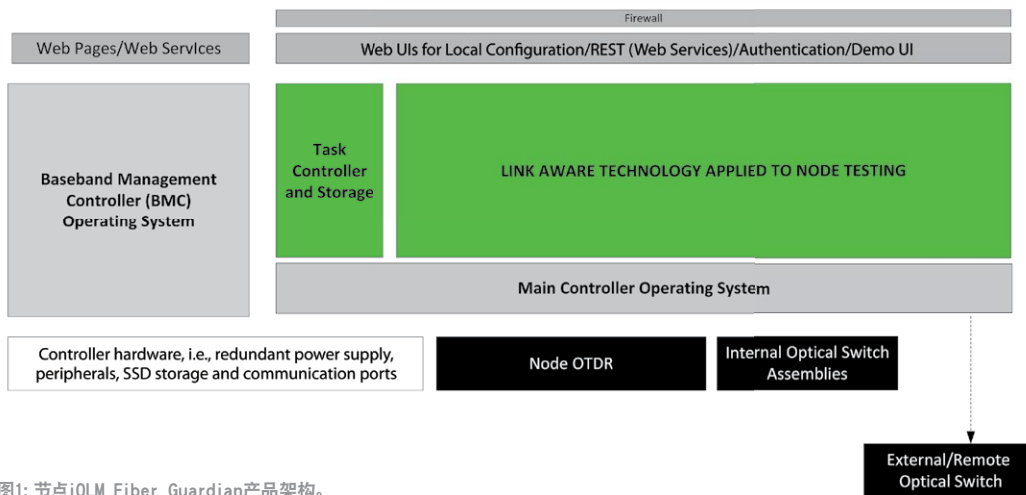 Firewall
Web Pages/Web Services
Web UIs for Local Configuration/REST (Web Services)/Authentication/Demo UI
Baseband Management
Controller (BMC)
Operating System
Task
Controller
and Storage
LINK AWARE TECHNOLOGY APPLIED TO NODE TESTING
Main Controller Operating System
Controller hardware, i.e., redundant power supply,
peripherals, SSD storage and communication ports
Node OTDR
Internal Optical Switch
Assemblies
External/Remote
Optical Switch
图1: 节点iOLM Fiber Guardian产品架构。